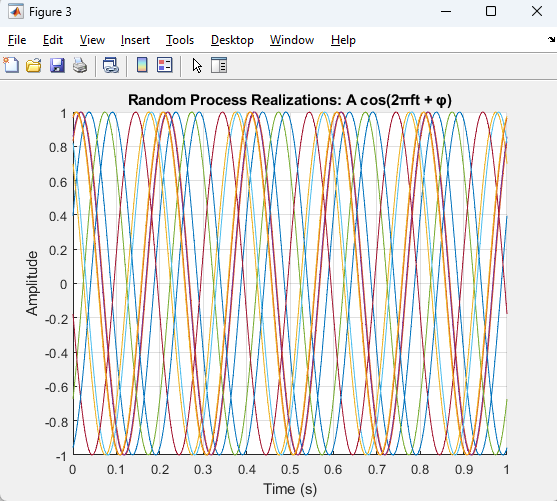 Figure 3
File Edit View Insert Tools Desktop Window Help
Random Process Realizations: A cos(2πft + φ)
1
0.8
0.6
0.4
0.2
0
-0.2
-0.4
-0.6
-0.8
-1
Amplitude
0 0.1 0.2 0.3 0.4 0.5 0.6 0.7 0.8 0.9 1
Time (s)